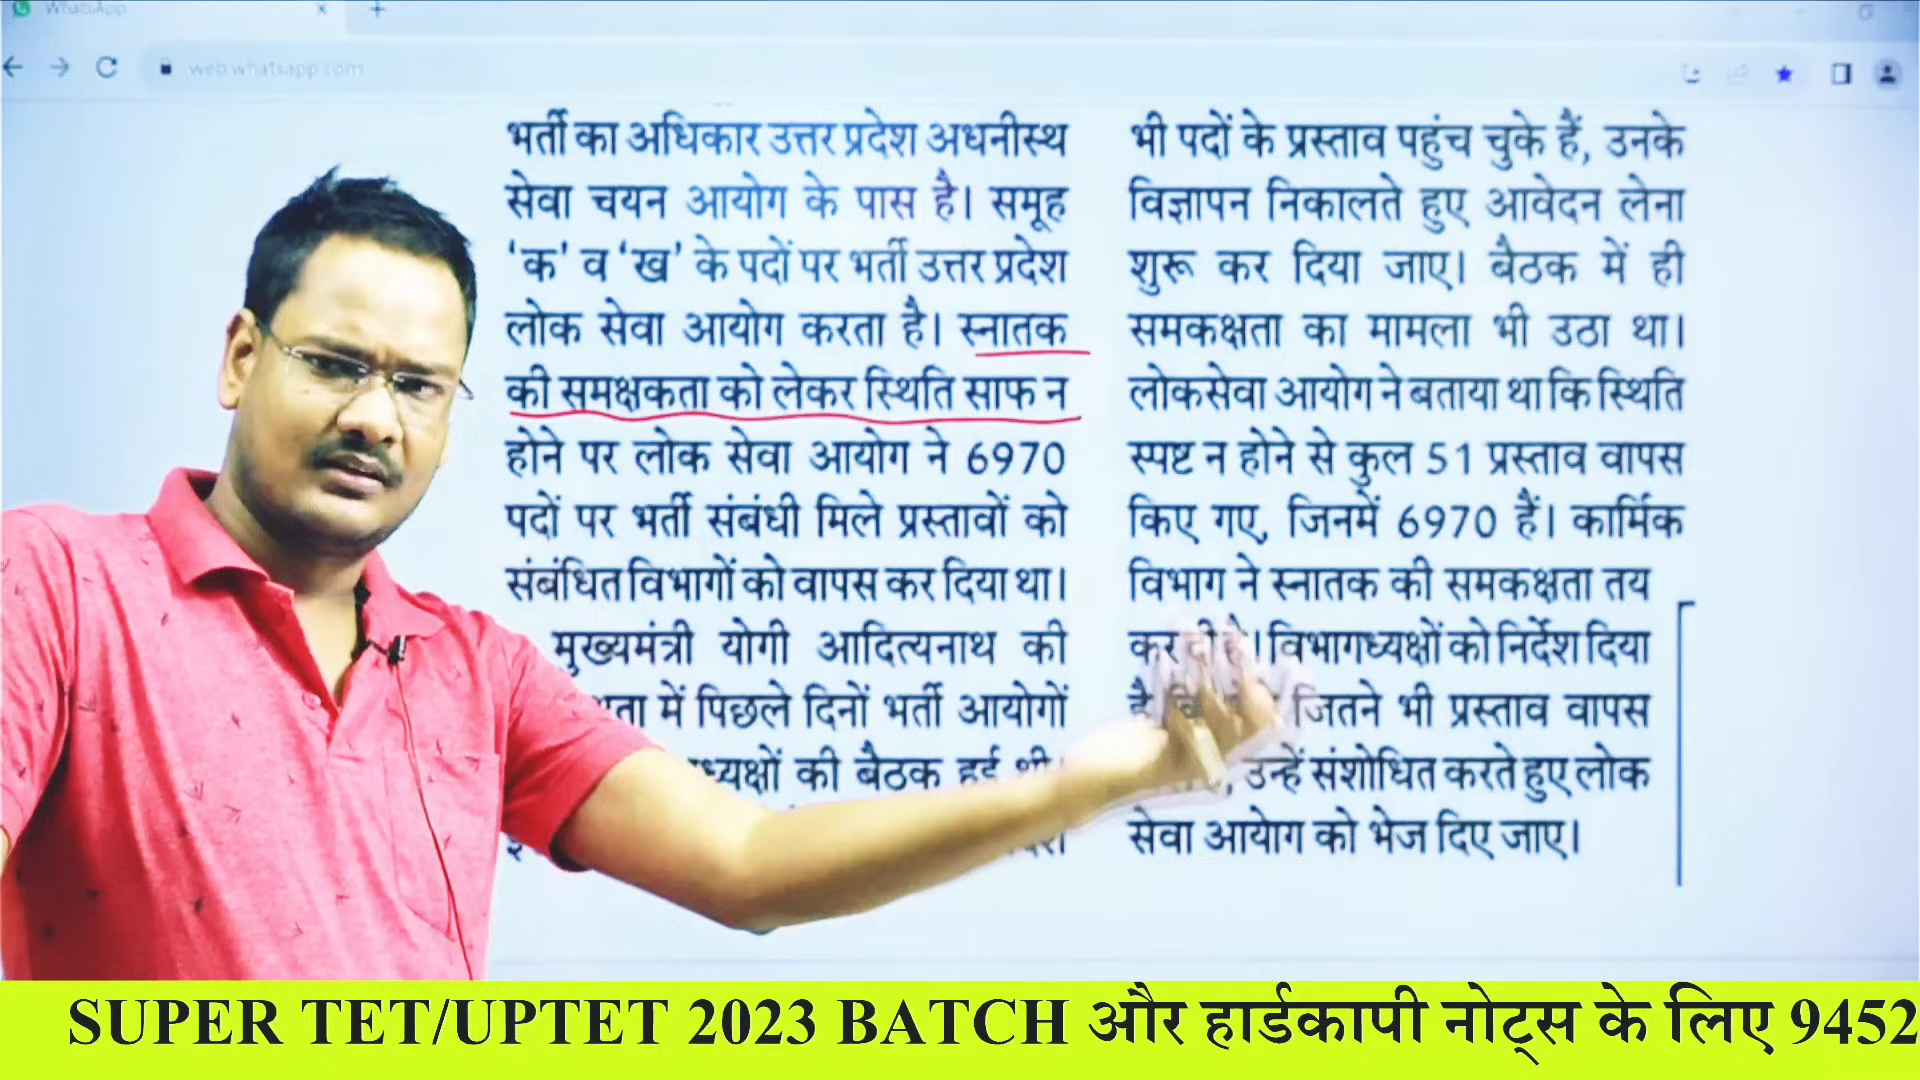 WhatsApp
web.whatsapp.com
भर्ती का अधिकार उत्तर प्रदेश अधनीस्थ
सेवा चयन आयोग के पास है। समूह
‘क’ व ‘ख’ के पदों पर भर्ती उत्तर प्रदेश
लोक सेवा आयोग करता है। स्नातक
की समक्षकता को लेकर स्थिति साफ न
होने पर लोक सेवा आयोग ने 6970
पदों पर भर्ती संबंधी मिले प्रस्तावों को
संबंधित विभागों को वापस कर दिया था।
मुख्यमंत्री योगी आदित्यनाथ की
में पिछले दिनों भर्ती आयोगों
की बैठक हुई थी।
भी पदों के प्रस्ताव पहुंच चुके हैं, उनके
विज्ञापन निकालते हुए आवेदन लेना
शुरू कर दिया जाए। बैठक में ही
समकक्षता का मामला भी उठा था।
लोकसेवा आयोग ने बताया था कि स्थिति
स्पष्ट न होने से कुल 51 प्रस्ताव वापस
किए गए, जिनमें 6970 हैं। कार्मिक
विभाग ने स्नातक की समकक्षता तय
कर दी है। विभागध्यक्षों को निर्देश दिया
है जितने भी प्रस्ताव वापस
उन्हें संशोधित करते हुए लोक
सेवा आयोग को भेज दिए जाए।
SUPER TET/UPTET 2023 BATCH और हार्डकापी नोट्स के लिए 9452